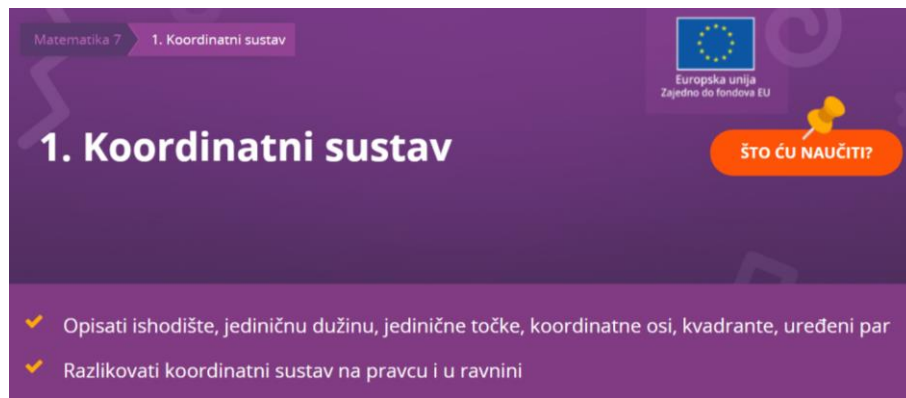 Matematika 7
1. Koordinatni sustav
Europska unija
Zajedno do fondova EU
1. Koordinatni sustav
ŠTO ĆU NAUČITI?
Opisati ishodište, jediničnu dužinu, jedinične točke, koordinatne osi, kvadrante, uređeni par
Razlikovati koordinatni sustav na pravcu i u ravnini